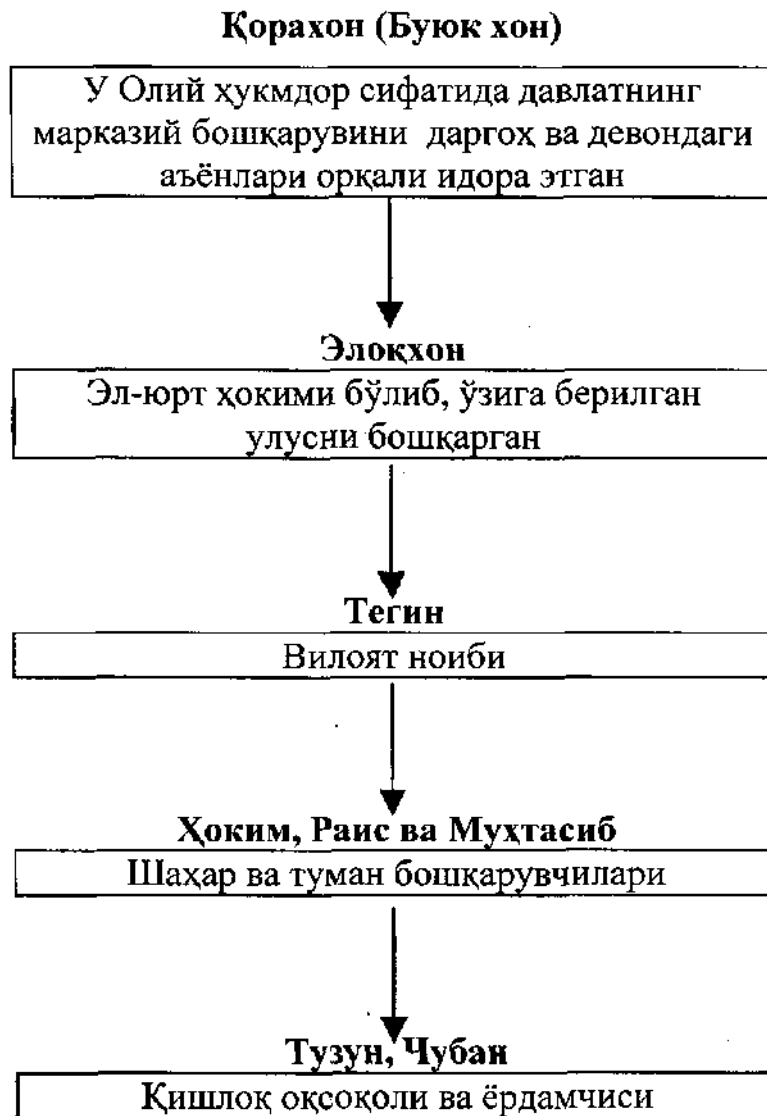 Қорахон (Буюк хон)
У Олий ҳукмдор сифатида давлатнинг
марказий бошқарувини даргоҳ ва девондаги
аъёнлари орқали идора этган
Элоқхон
Эл-юрт ҳокими бўлиб, ўзига берилган
улусни бошқарган
Тегин
Вилоят ноиби
Ҳоким, Раис ва Муҳтасиб
Шаҳар ва туман бошқарувчилари
Тузун, Чубан
Қишлоқ оқсоқоли ва ёрдамчиси